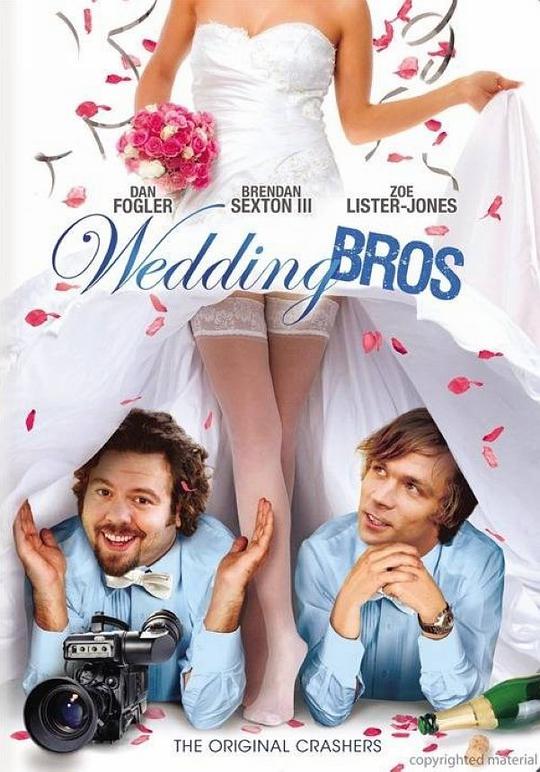 DAN FOGLER
BRENDAN SEXTON III
ZOE LISTER-JONES
Wedding BROS
THE ORIGINAL CRASHERS
copyrighted material